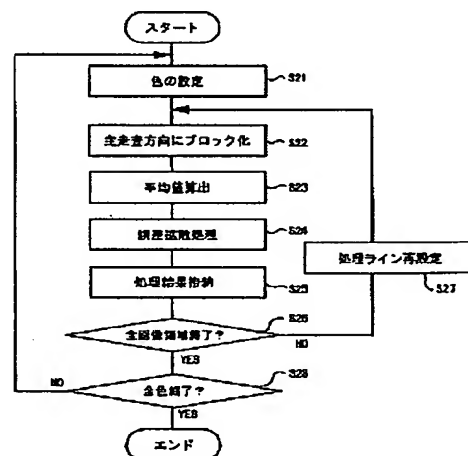 スタート
色の設定
S21
主走査方向にブロック化
S22
平均値算出
S23
誤差拡散処理
S24
処理ライン再設定
S27
処理結果格納
S25
全画像領域終了?
S26
NO
YES
全色終了?
S28
NO
YES
エンド